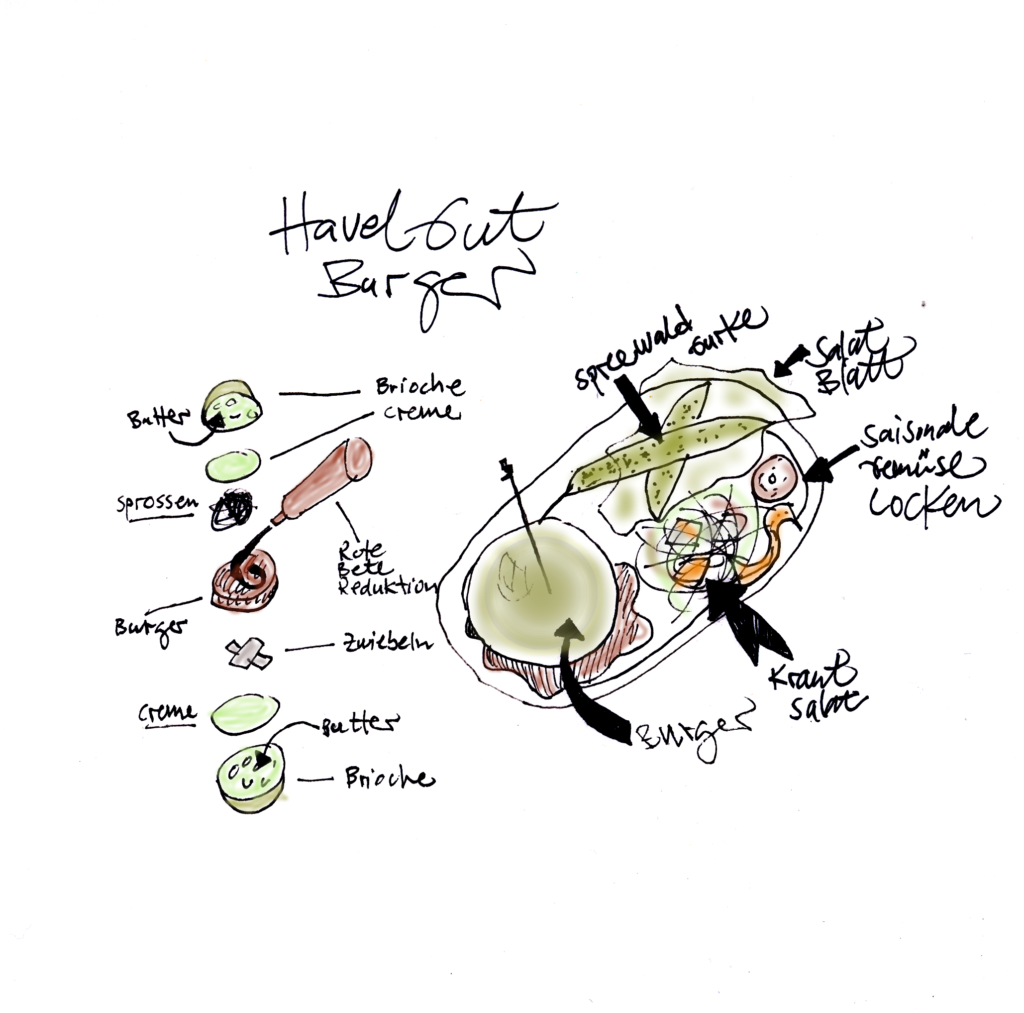 Havel Gut
Burger
Butter
Brioche
Creme
Sprossen
Rote
Bete
Reduktion
Burger
Zwiebeln
Creme
Butter
Brioche
Spreewald
Gurke
Salat
Blatt
Saisonale
Gemüse
Locken
Kraut
Salat
Burger